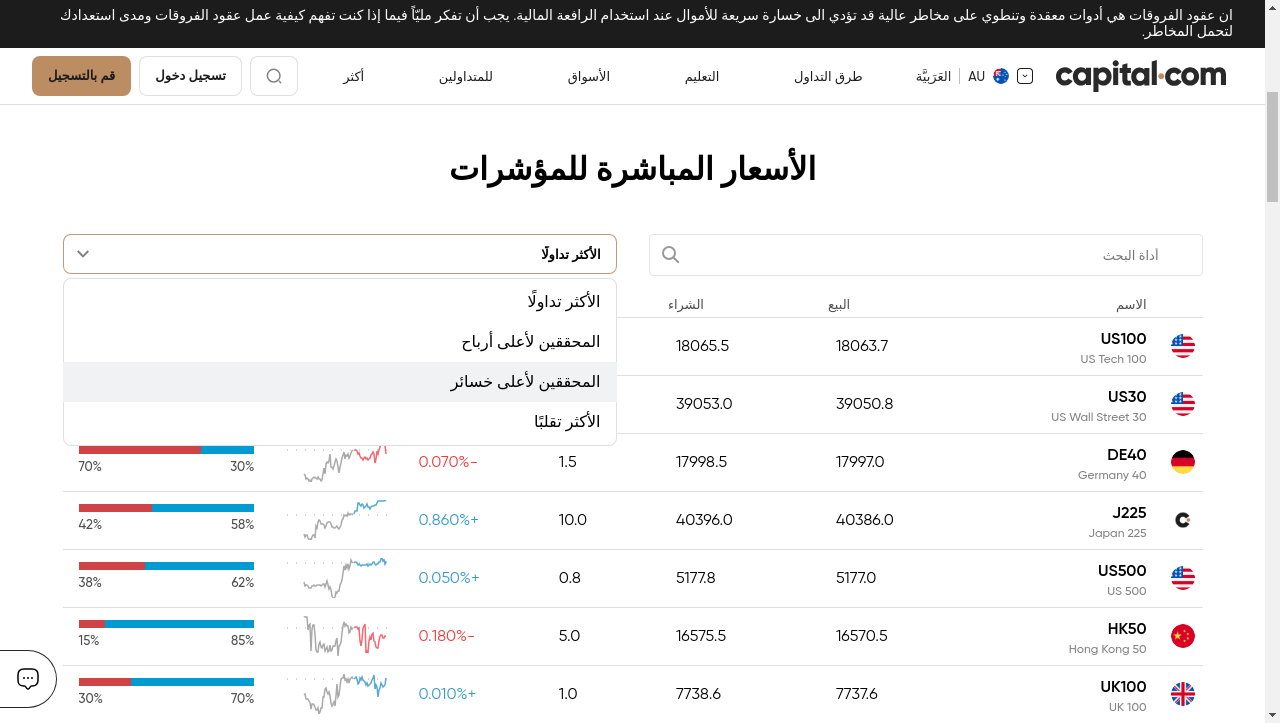 ان عقود الفروقات هي أدوات معقدة وتنطوي على مخاطر عالية قد تؤدي الى خسارة سريعة للأموال عند استخدام الرافعة المالية. يجب أن تفكر مليّاً فيما إذا كنت تفهم كيفية عمل عقود الفروقات ومدى استعدادك
لتحمل المخاطر.
capital.com AU العَرَبيَّة طرق التداول التعليم الأسواق للمتداولين أكثر تسجيل دخول قم بالتسجيل
الأسعار المباشرة للمؤشرات
أداة البحث
الأكثر تداولًا
الأكثر تداولًا
المحققين لأعلى أرباح
المحققين لأعلى خسائر
الأكثر تقلبًا
الاسم البيع الشراء
US100 18063.7 18065.5
US Tech 100
US30 39050.8 39053.0
US Wall Street 30
DE40 17997.0 17998.5 1.5 0.070%− 30% 70%
Germany 40
J225 40386.0 40396.0 10.0 0.860%+ 58% 42%
Japan 225
US500 5177.0 5177.8 0.8 0.050%+ 62% 38%
US 500
HK50 16570.5 16575.5 5.0 0.180%- 85% 15%
Hong Kong 50
UK100 7737.6 7738.6 1.0 0.010%+ 70% 30%
UK 100